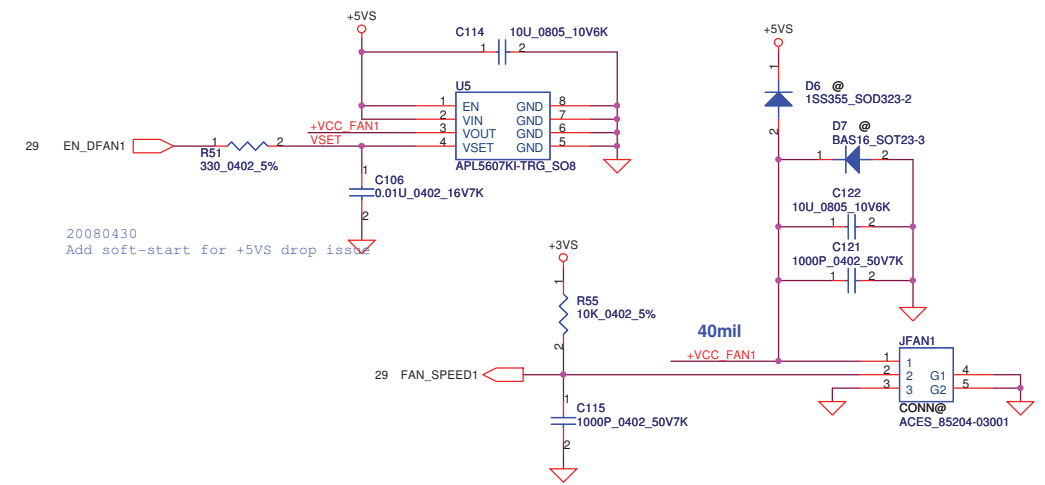 +5VS
C114
10U_0805_10V6K
1
2
U5
1
EN
GND
8
2
VIN
GND
7
+VCC_FAN1
3
VOUT
GND
6
VSET
4
VSET
GND
5
APL5607KI-TRG_SO8
29
EN_DFAN1
1
2
R51
330_0402_5%
1
C106
0.01U_0402_16V7K
2
20080430
Add soft-start for +5VS drop issue
+5VS
1
D6 @
1SS355_SOD323-2
2
D7 @
BAS16_SOT23-3
1
2
C122
10U_0805_10V6K
1
2
C121
1000P_0402_50V7K
1
2
+3VS
1
R55
10K_0402_5%
2
40mil
+VCC_FAN1
29
FAN_SPEED1
1
C115
1000P_0402_50V7K
2
JFAN1
1
1
2
2
3
3
G1
4
G2
5
CONN@
ACES_85204-03001